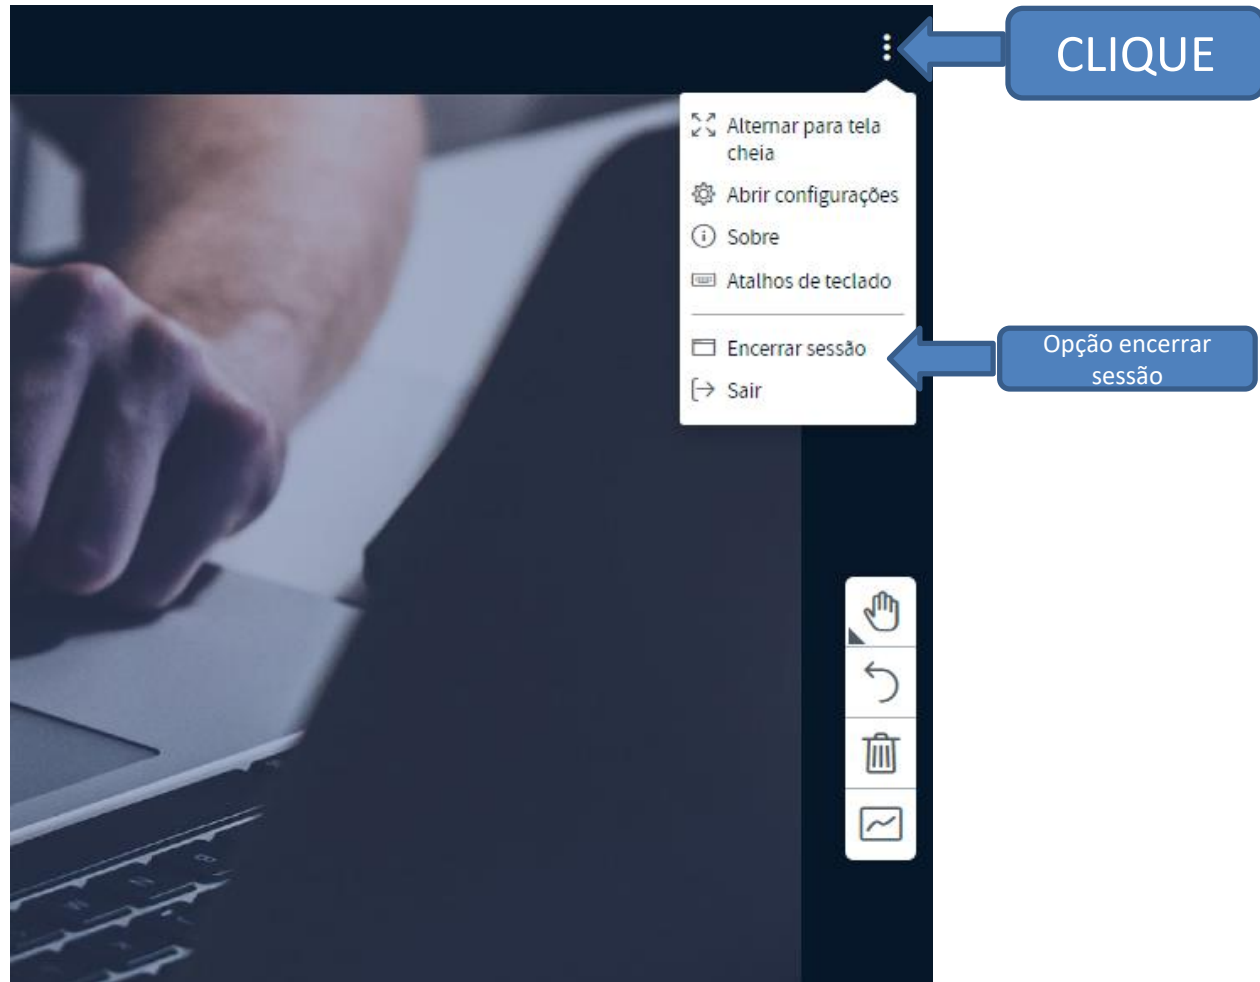 CLIQUE
Alternar para tela
cheia
Abrir configurações
Sobre
Atalhos de teclado
Encerrar sessão
Sair
Opção encerrar
sessão